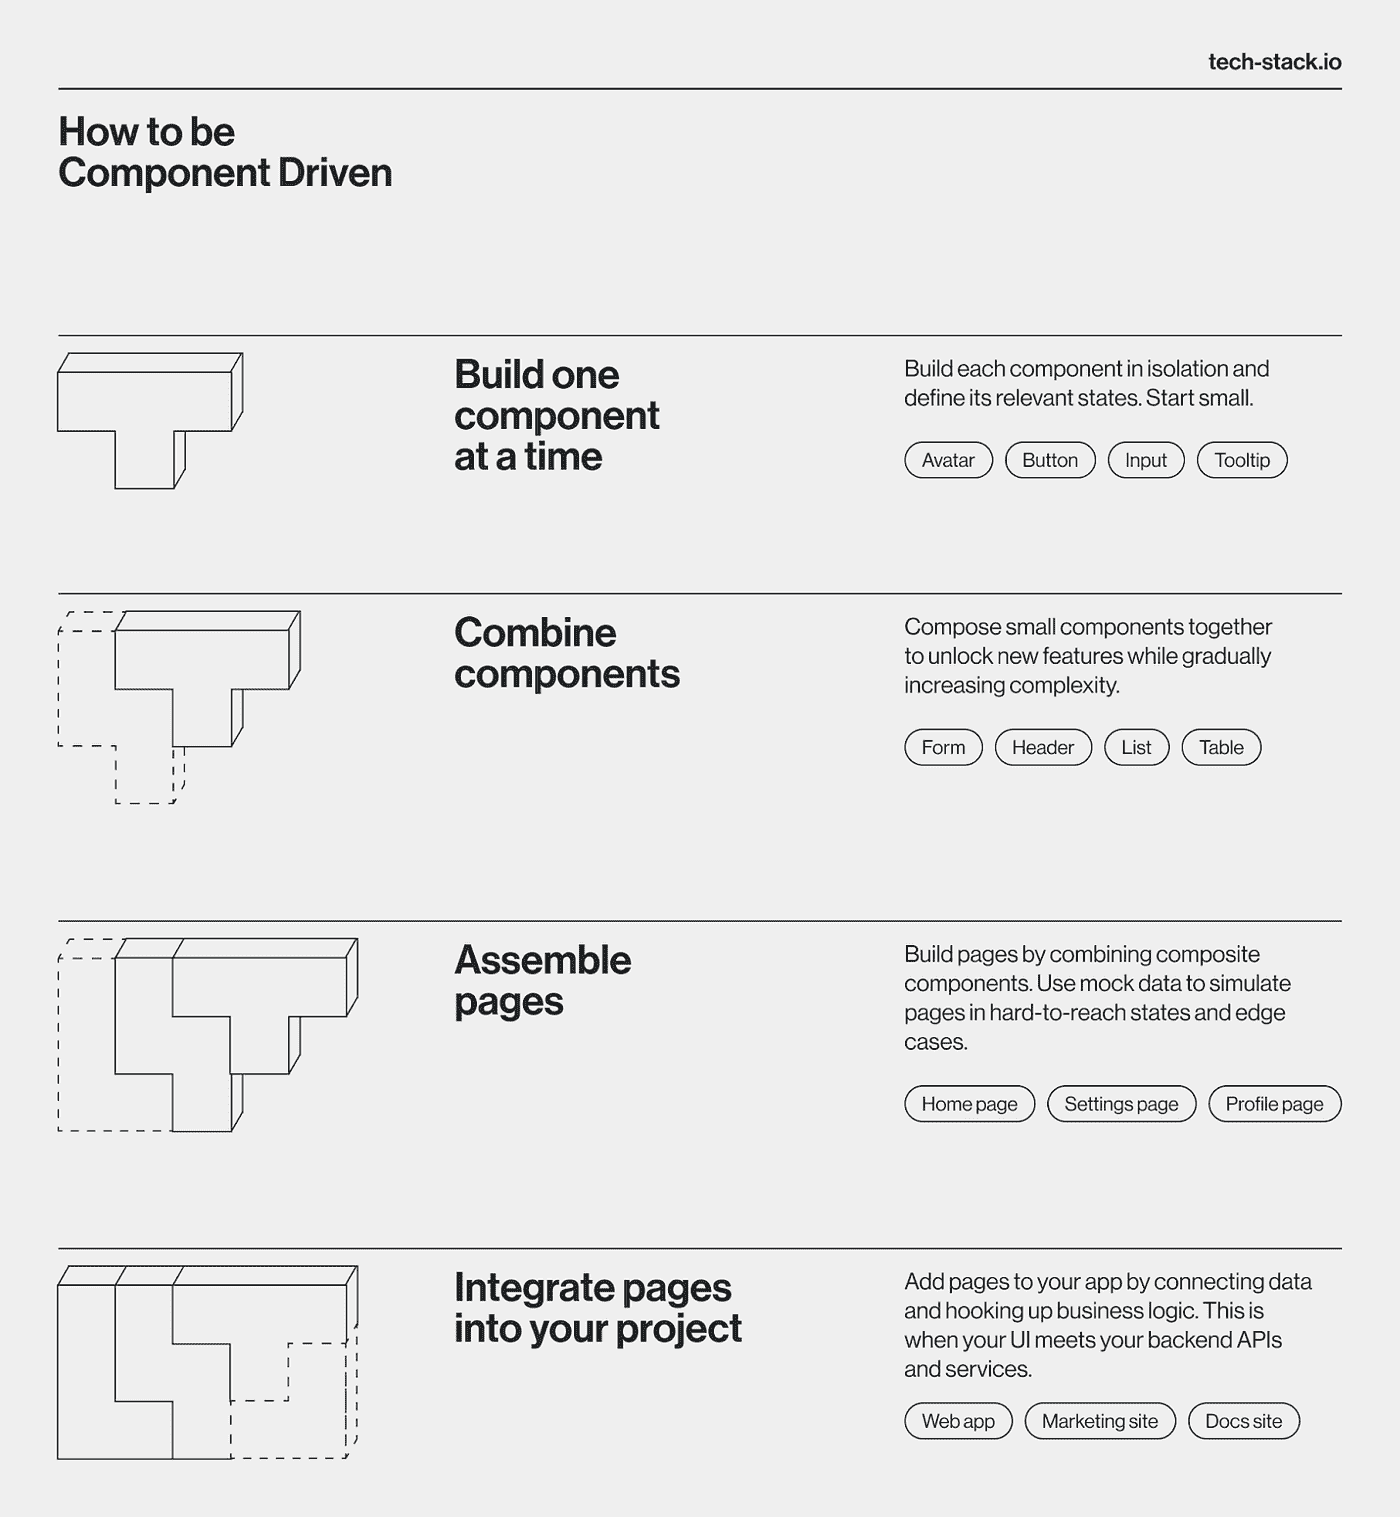 tech-stack.io
How to be
Component Driven
Build one
component
at a time
Build each component in isolation and
define its relevant states. Start small.
Avatar
Button
Input
Tooltip
Combine
components
Compose small components together
to unlock new features while gradually
increasing complexity.
Form
Header
List
Table
Assemble
pages
Build pages by combining composite
components. Use mock data to simulate
pages in hard-to-reach states and edge
cases.
Home page
Settings page
Profile page
Integrate pages
into your project
Add pages to your app by connecting data
and hooking up business logic. This is
when your UI meets your backend APIs
and services.
Web app
Marketing site
Docs site